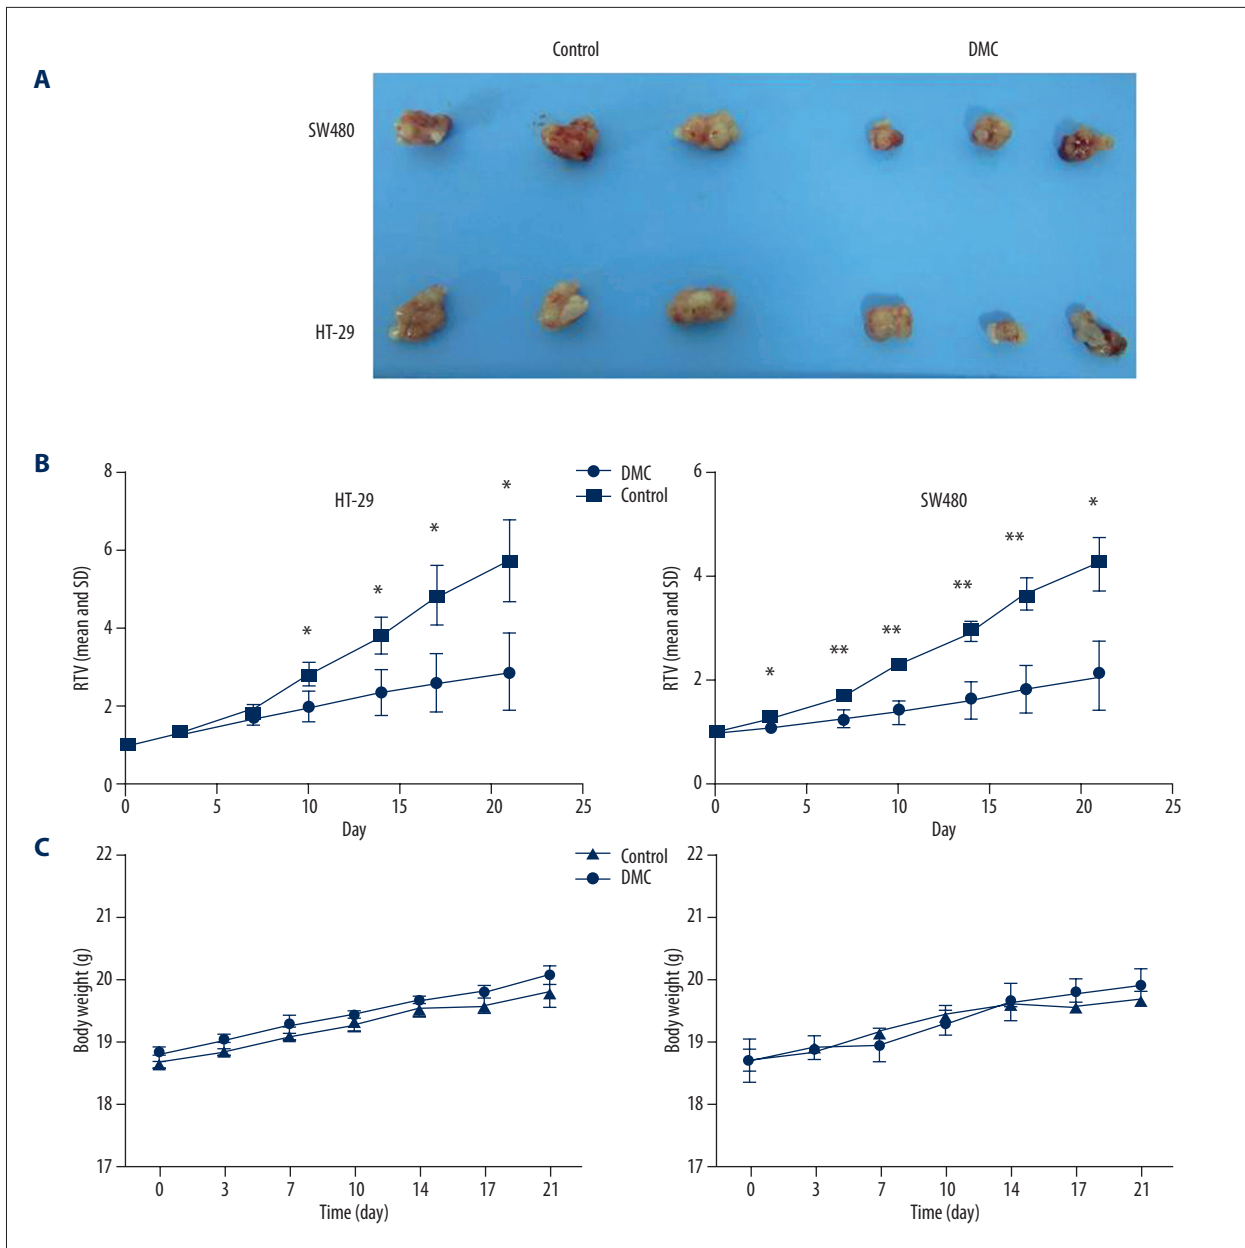 A
Control DMC
SW480
HT-29
B
8
6
4
2
0
RTV (mean and SD)
HT-29
* * * *
0 5 10 15 20 25
Day
DMC
Control
6
4
2
0
RTV (mean and SD)
SW480
* ** ** ** ** *
0 5 10 15 20 25
Day
C
22
21
20
19
18
17
Body weight (g)
0 3 7 10 14 17 21
Time (day)
Control
DMC
22
21
20
19
18
17
Body weight (g)
0 3 7 10 14 17 21
Time (day)